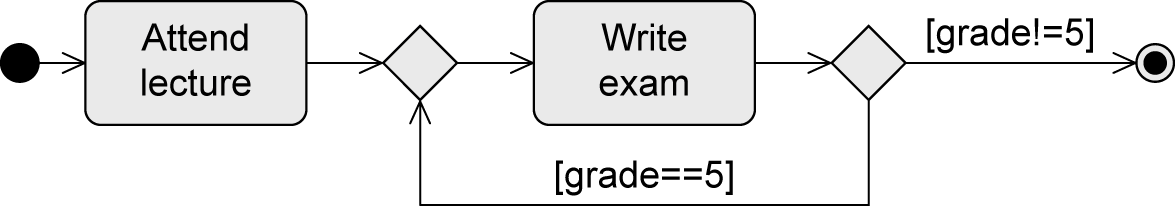 Attend
lecture
Write
exam
[grade!=5]
[grade==5]